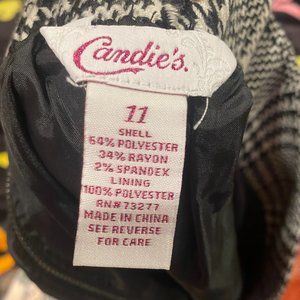 Candie's.
11
SHELL
64% POLYESTER
34% RAYON
2% SPANDEX
LINING
100% POLYESTER
RN# 73277
MADE IN CHINA
SEE REVERSE
FOR CARE